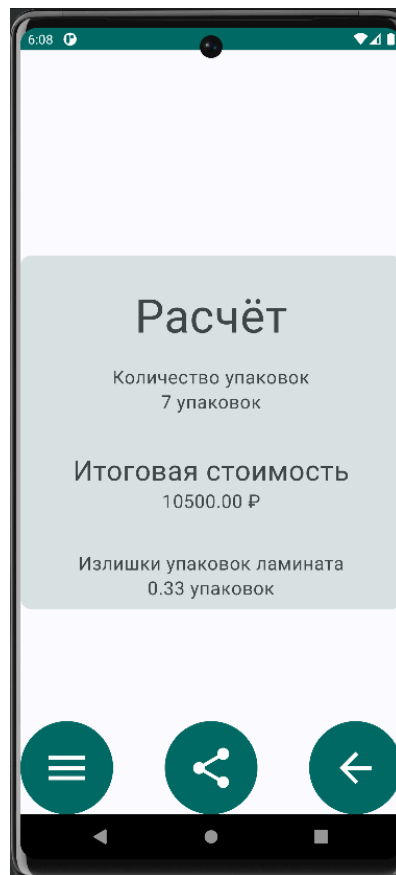 6:08
Расчёт
Количество упаковок
7 упаковок
Итоговая стоимость
10500.00 ₽
Излишки упаковок ламината
0.33 упаковок